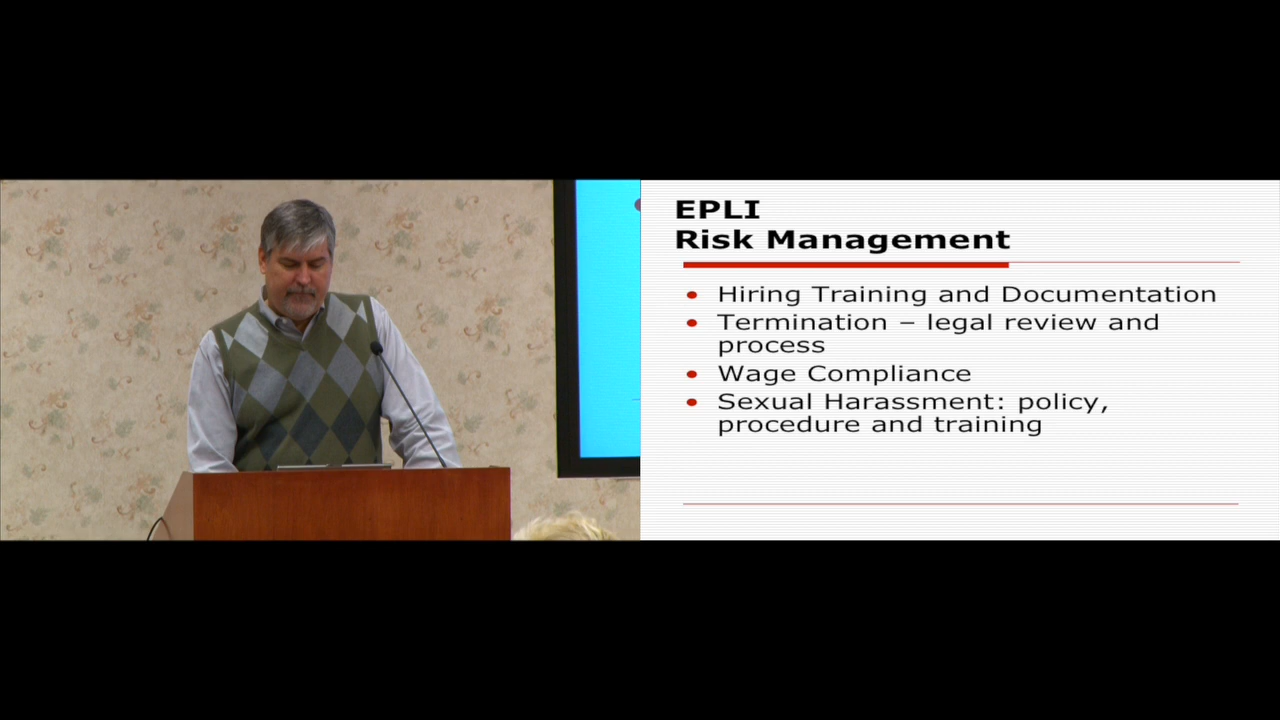 EPLI
Risk Management
Hiring Training and Documentation
Termination – legal review and
process
Wage Compliance
Sexual Harassment: policy,
procedure and training